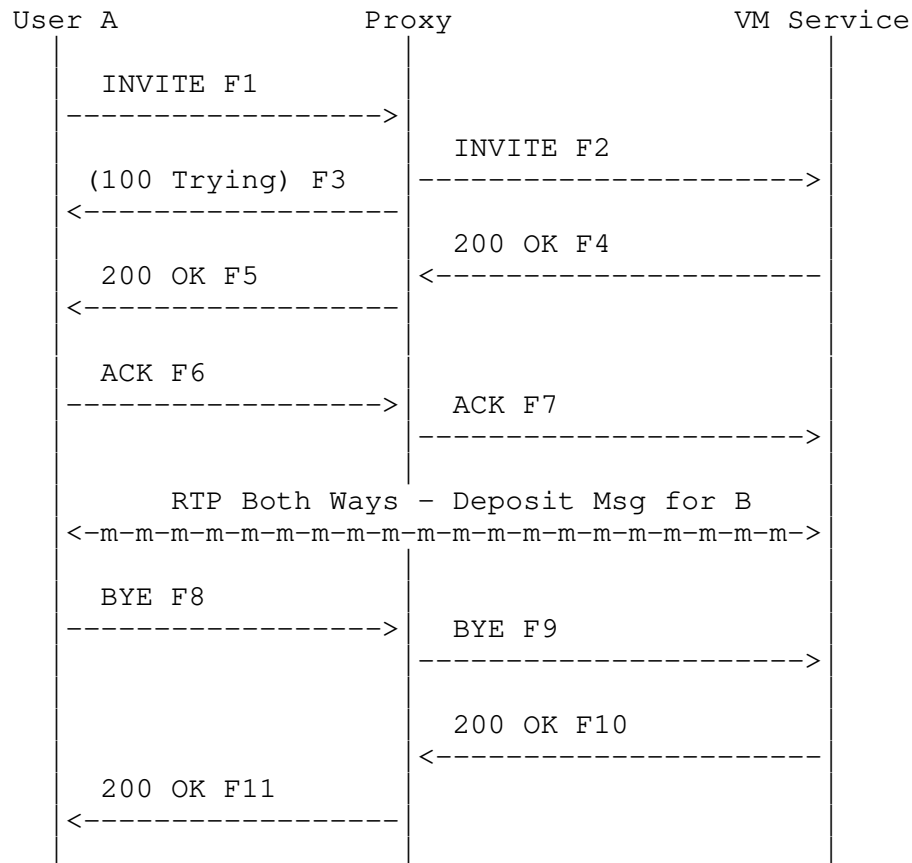 User A Proxy VM Service
INVITE F1
INVITE F2
(100 Trying) F3
200 OK F4
200 OK F5
ACK F6
ACK F7
RTP Both Ways - Deposit Msg for B
<-m-m-m-m-m-m-m-m-m-m-m-m-m-m-m-m-m-m-m-m->
BYE F8
BYE F9
200 OK F10
200 OK F11